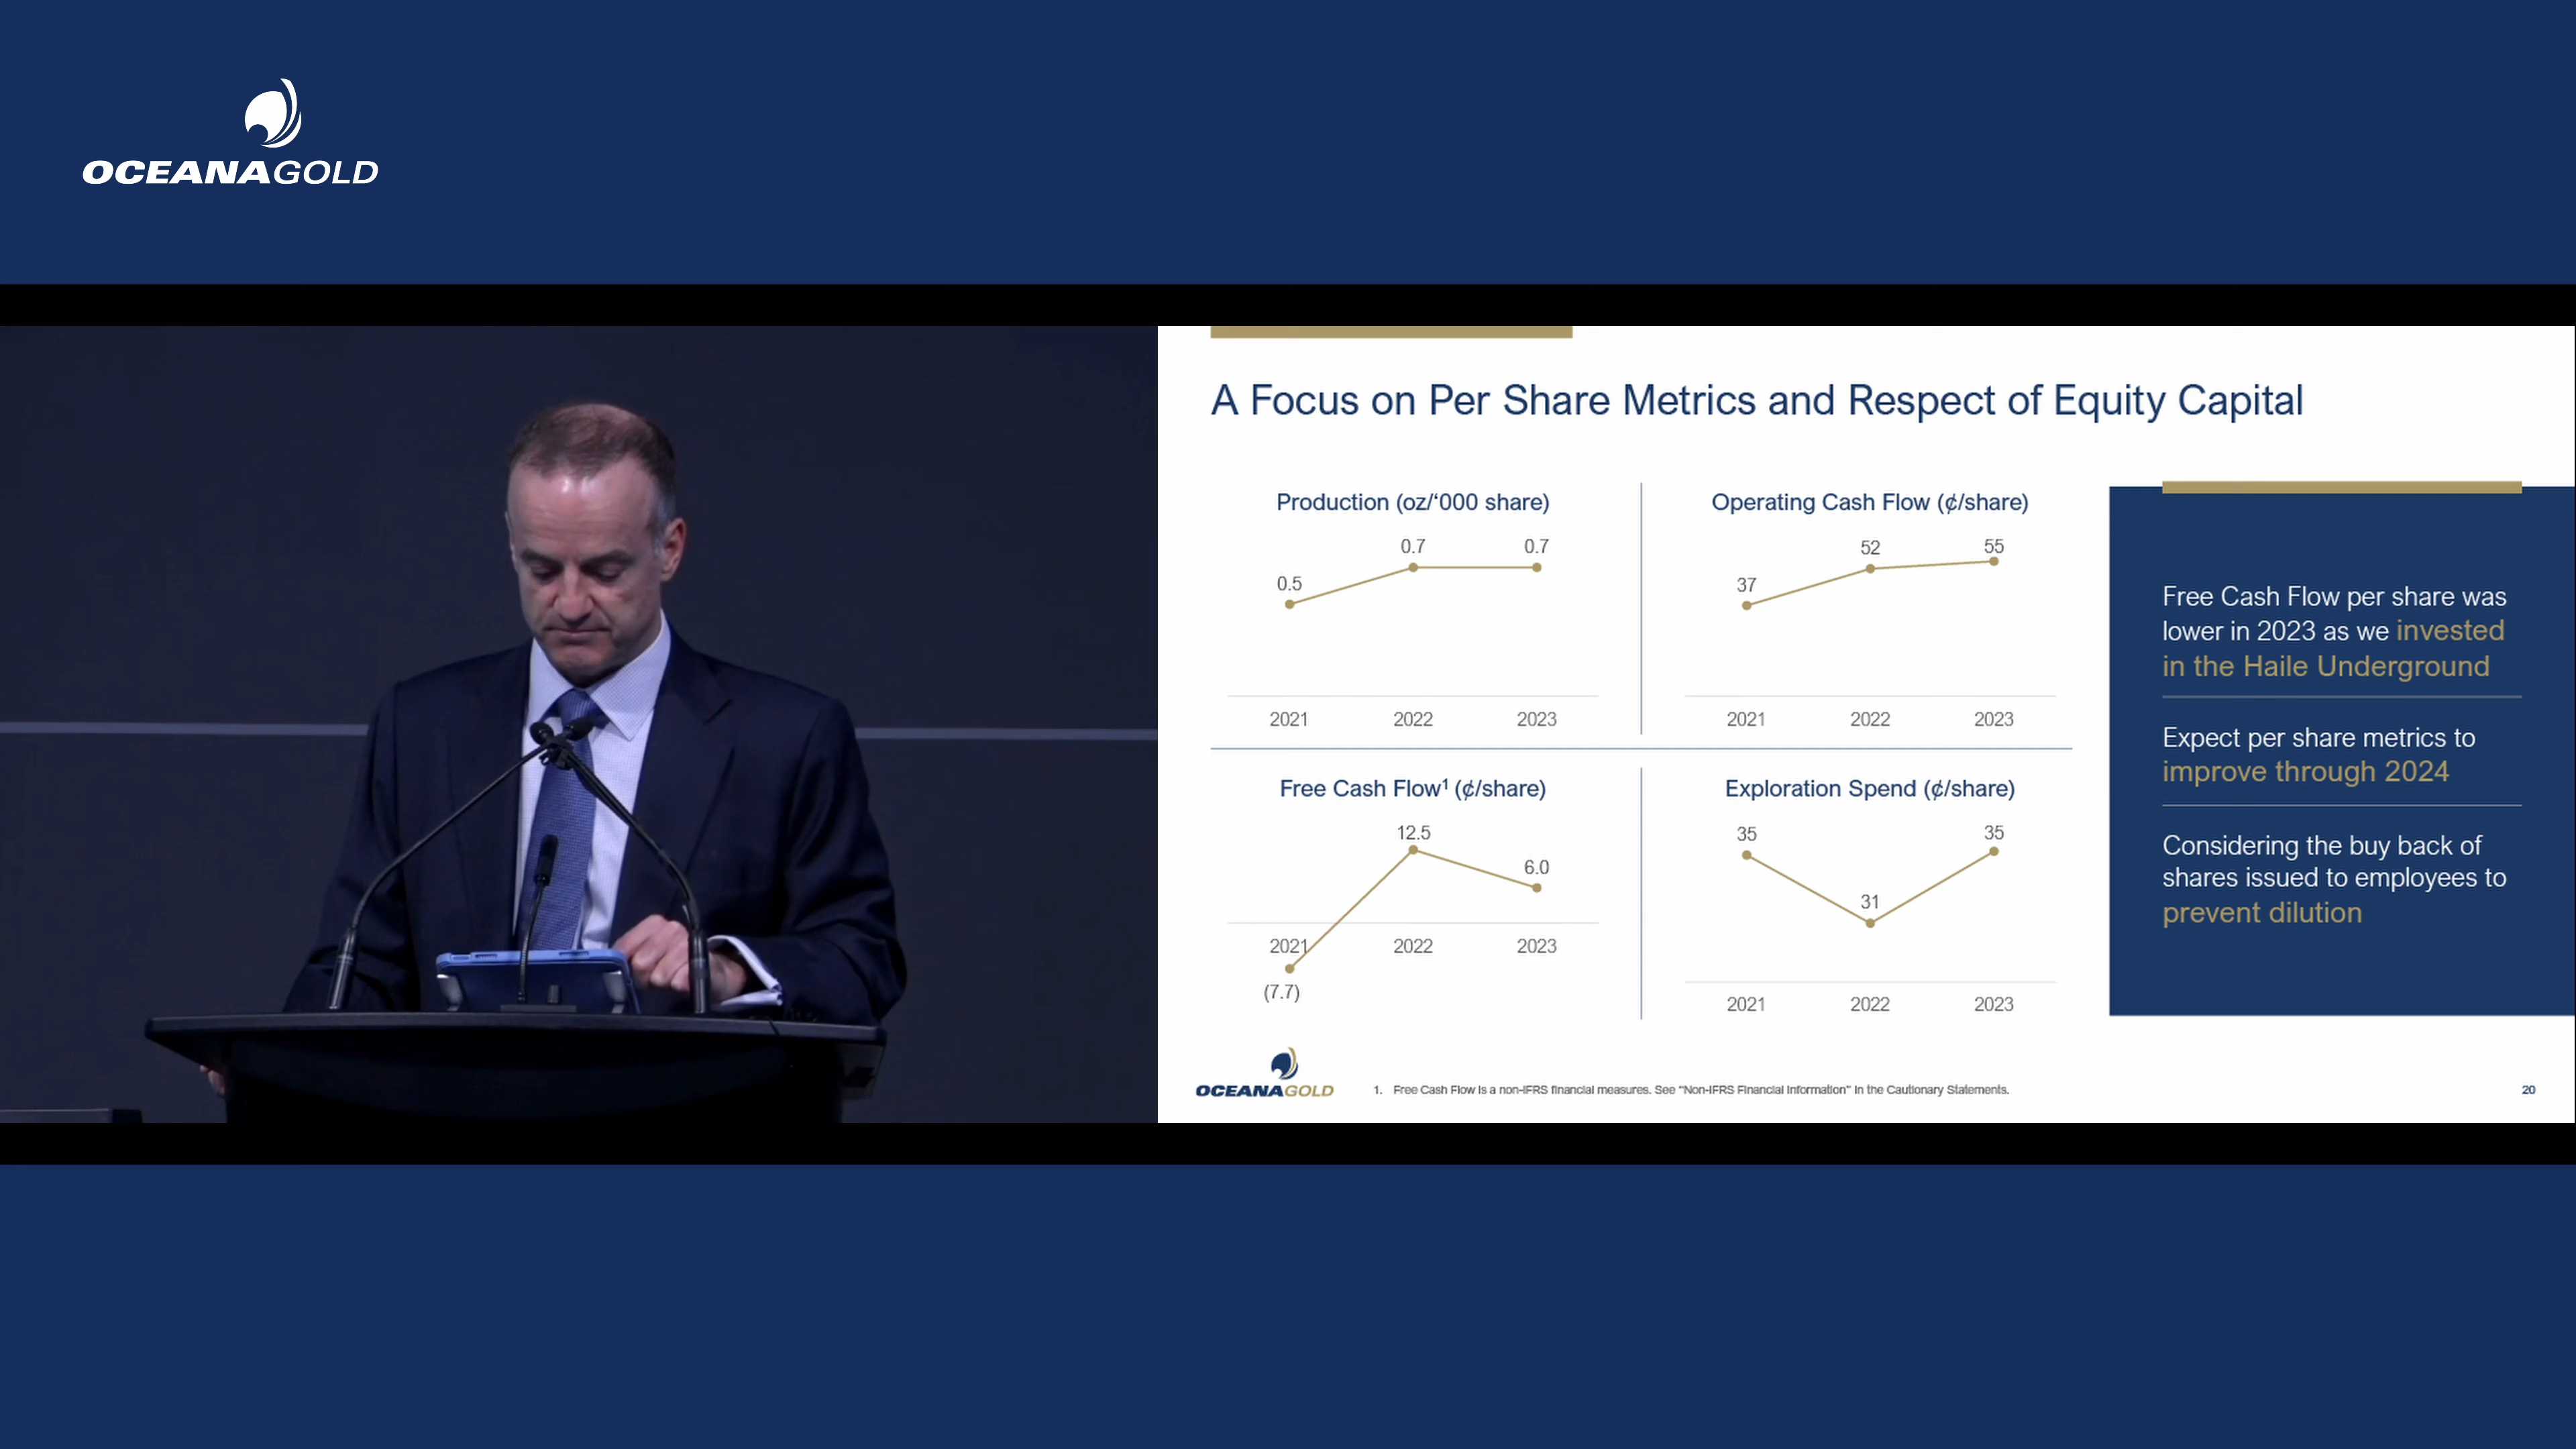 OCEANAGOLD
A Focus on Per Share Metrics and Respect of Equity Capital
Production (oz/‘000 share)
0.5
0.7
0.7
2021
2022
2023
Operating Cash Flow (¢/share)
37
52
55
2021
2022
2023
Free Cash Flow¹ (¢/share)
12.5
6.0
2021
2022
2023
(7.7)
Exploration Spend (¢/share)
35
31
35
2021
2022
2023
Free Cash Flow per share was
lower in 2023 as we invested
in the Haile Underground
Expect per share metrics to
improve through 2024
Considering the buy back of
shares issued to employees to
prevent dilution
OCEANAGOLD
1. Free Cash Flow is a non-IFRS financial measures. See "Non-IFRS Financial Information" in the Cautionary Statements.
20